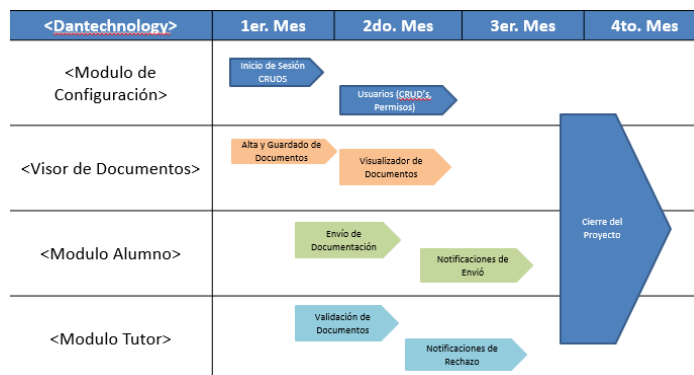 <Dantechnology> 1er. Mes 2do. Mes 3er. Mes 4to. Mes
<Modulo de
Configuración>
Inicio de Sesión
CRUDS
Usuarios (CRUD's,
Permisos)
<Visor de Documentos>
Alta y Guardado de
Documentos
Visualizador de
Documentos
<Modulo Alumno>
Envío de
Documentación
Notificaciones de
Envió
Cierre del
Proyecto
<Modulo Tutor>
Validación de
Documentos
Notificaciones de
Rechazo